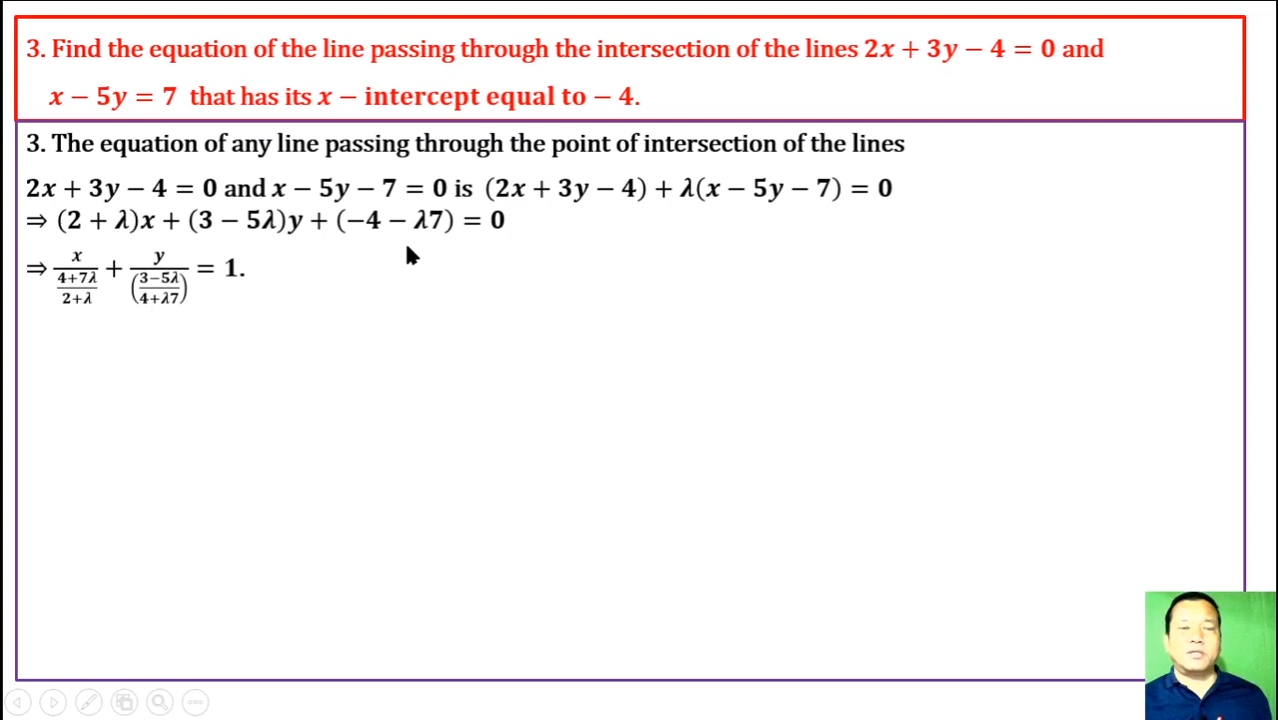 3. Find the equation of the line passing through the intersection of the lines 2x + 3y − 4 = 0 and
x − 5y = 7 that has its x − intercept equal to − 4.
3. The equation of any line passing through the point of intersection of the lines
2x + 3y − 4 = 0 and x − 5y − 7 = 0 is (2x + 3y − 4) + λ(x − 5y − 7) = 0
⇒ (2 + λ)x + (3 − 5λ)y + (−4 − λ7) = 0
⇒ x/((4+7λ)/(2+λ)) + y/((3−5λ)/(4+λ7)) = 1.